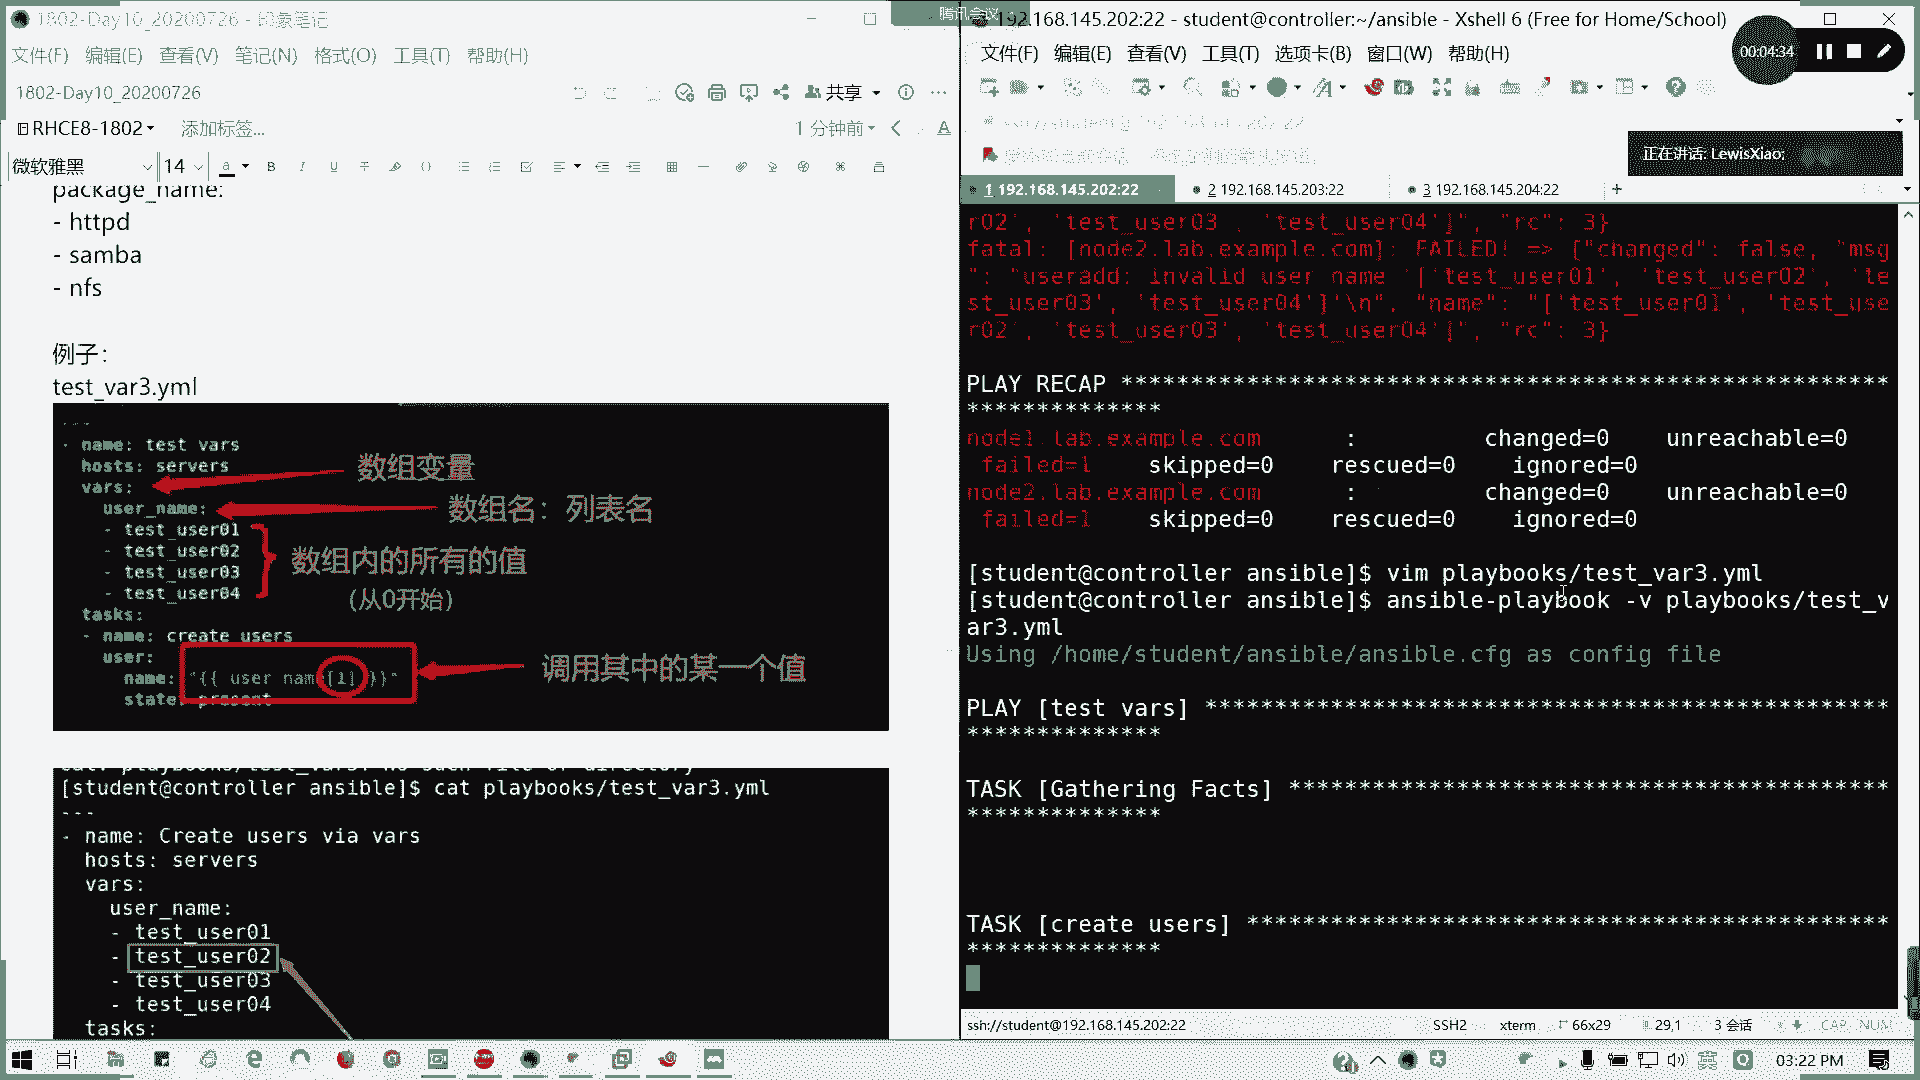 1802-Day10_20200726 - 印象笔记
文件(F) 编辑(E) 查看(V) 笔记(N) 格式(O) 工具(T) 帮助(H)
1802-Day10_20200726
共享
RHCE8-1802
添加标签...
1 分钟前
微软雅黑
14
package_name:
- httpd
- samba
- nfs
例子：
test_var3.yml
---
- name: test vars
hosts: servers
vars:
user_name:
- test_user01
- test_user02
- test_user03
- test_user04
tasks:
- name: create users
user:
name: "{{ user_name[1] }}"
state: present
数组变量
数组名：列表名
数组内的所有的值
(从0开始)
调用其中的某一个值
[student@controller ansible]$ cat playbooks/test_var3.yml
---
- name: Create users via vars
hosts: servers
vars:
user_name:
- test_user01
- test_user02
- test_user03
- test_user04
tasks:
腾讯会议
192.168.145.202:22 - student@controller:~/ansible - Xshell 6 (Free for Home/School)
文件(F) 编辑(E) 查看(V) 工具(T) 选项卡(B) 窗口(W) 帮助(H)
00:04:34
正在讲话: LewisXiao;
1 192.168.145.202:22
2 192.168.145.203:22
3 192.168.145.204:22
r02', 'test_user03', 'test_user04']", "rc": 3}
fatal: [node2.lab.example.com]: FAILED! => {"changed": false, "msg
": "useradd: invalid user name '['test_user01', 'test_user02', 'te
st_user03', 'test_user04']'\n", "name": "['test_user01', 'test_use
r02', 'test_user03', 'test_user04']", "rc": 3}
PLAY RECAP ********************************************************
**************
node1.lab.example.com : changed=0 unreachable=0
failed=1 skipped=0 rescued=0 ignored=0
node2.lab.example.com : changed=0 unreachable=0
failed=1 skipped=0 rescued=0 ignored=0
[student@controller ansible]$ vim playbooks/test_var3.yml
[student@controller ansible]$ ansible-playbook -v playbooks/test_v
ar3.yml
Using /home/student/ansible/ansible.cfg as config file
PLAY [test vars] **************************************************
**************
TASK [Gathering Facts] ********************************************
**************
TASK [create users] ***********************************************
**************
ssh://student@192.168.145.202:22
SSH2
xterm
66x29
29,1
3 会话
CAP
NUM
英
03:22 PM